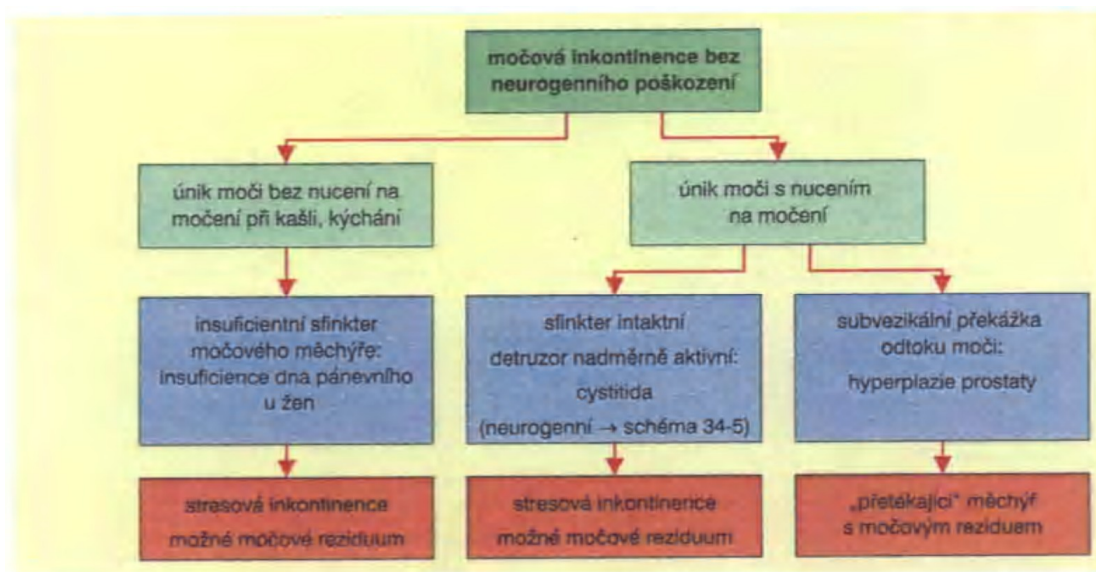 močová inkontinence bez
neurogenního poškození
únik moči bez nucení na
močení při kašli, kýchání
únik moči s nucením
na močení
insuficientní sfinkter
močového měchýře:
insuficience dna pánevního
u žen
sfinkter intaktní
detruzor nadměrně aktivní:
cystitida
(neurogenní → schéma 34-5)
subvezikální překážka
odtoku moči:
hyperplazie prostaty
stresová inkontinence
možné močové reziduum
stresová inkontinence
možné močové reziduum
„přetékající“ měchýř
s močovým reziduem